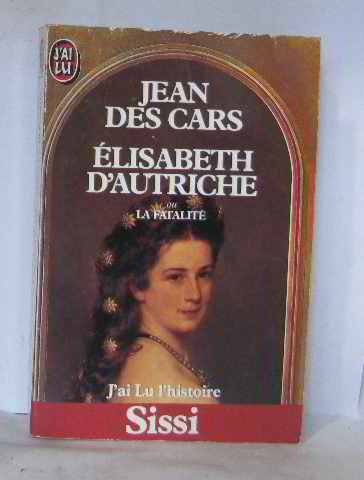 J'AI
LU
JEAN
DES CARS
ÉLISABETH
D'AUTRICHE
ou
LA FATALITÉ
J'ai Lu l'histoire
Sissi